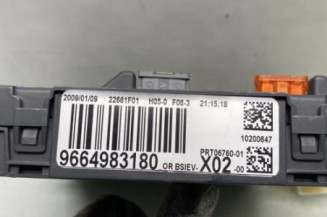 2009/01/09 22661F01 H05-0 F06-3 21:15:18
10200647
PRT06760-01
9664983180 OR BSIEV- X02-00